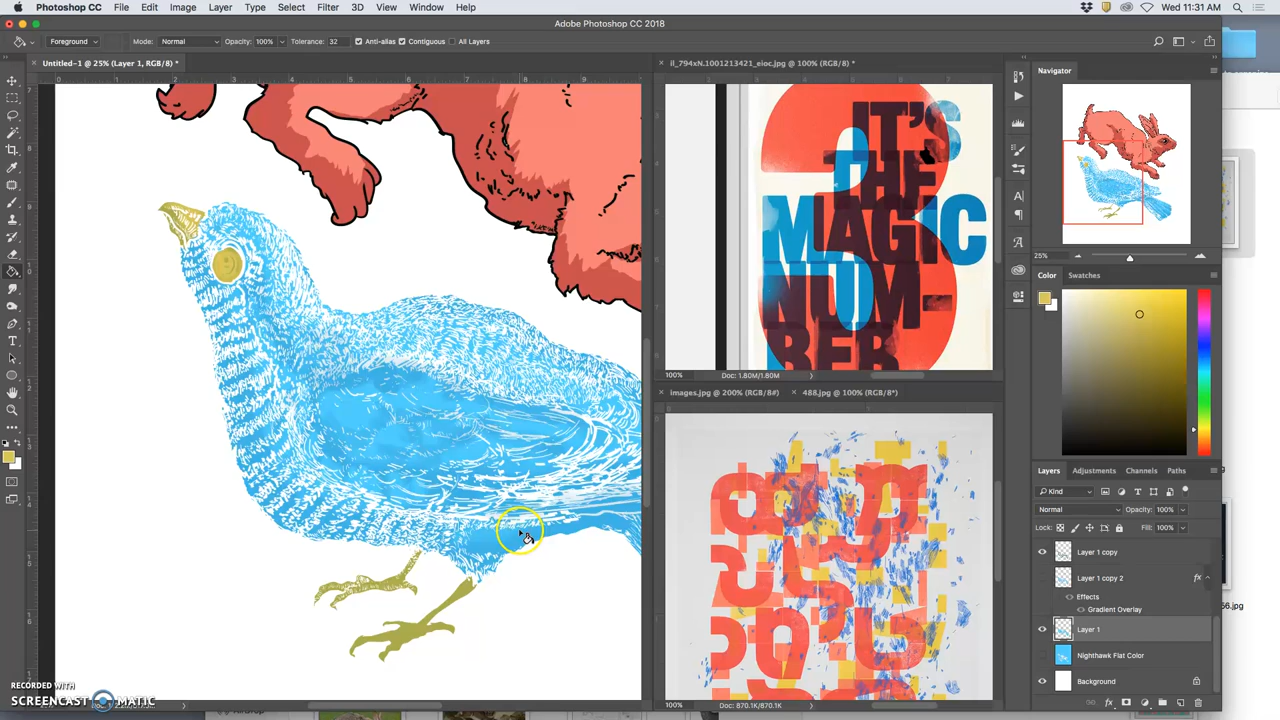 Photoshop CC File Edit Image Layer Type Select Filter 3D View Window Help
Wed 11:31 AM
Adobe Photoshop CC 2018
Foreground Mode: Normal Opacity: 100% Tolerance: 32 Anti-alias Contiguous All Layers
Untitled-1 @ 25% (Layer 1, RGB/8) *
il_794xN.1001213421_eioc.jpg @ 100% (RGB/8) *
Navigator
IT'S
THE
MAGIC
NUM-
BER
3
25%
Color Swatches
100% Doc: 1.80M/1.80M
images.jpg @ 200% (RGB/8#) 488.jpg @ 100% (RGB/8*)
Layers Adjustments Channels Paths
Kind
Normal Opacity: 100%
Lock: Fill: 100%
Layer 1 copy
Layer 1 copy 2 fx
Effects
Gradient Overlay
Layer 1
Nighthawk Flat Color
Background
RECORDED WITH
SCREENCAST MATIC
100% Doc: 870.1K/870.1K